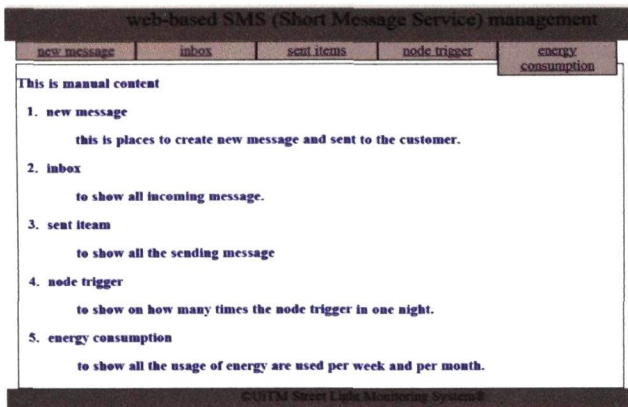 web-based SMS (Short Message Service) management
new message inbox sent items node trigger energy consumption
This is manual content
1. new message
this is places to create new message and sent to the customer.
2. inbox
to show all incoming message.
3. sent iteam
to show all the sending message
4. node trigger
to show on how many times the node trigger in one night.
5. energy consumption
to show all the usage of energy are used per week and per month.
©UiTM Street Light Monitoring System®